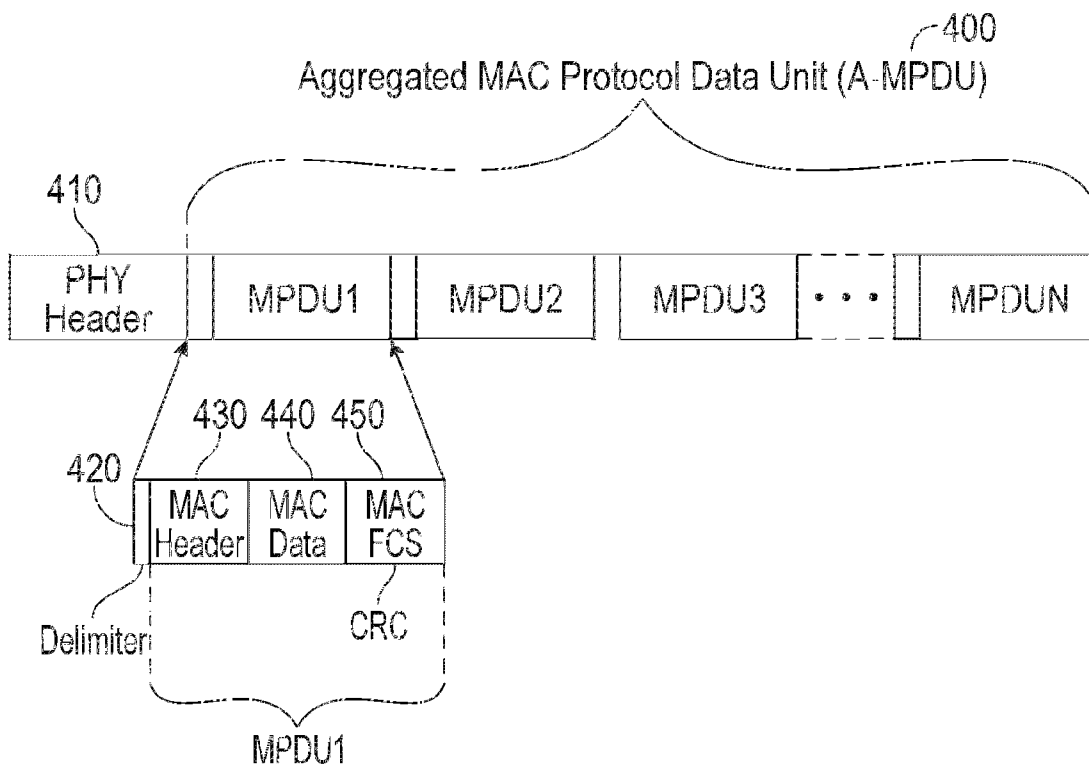 400
Aggregated MAC Protocol Data Unit (A-MPDU)
410
PHY
Header
MPDU1
MPDU2
MPDU3
MPDUN
430
440
450
420
MAC
Header
MAC
Data
MAC
FCS
Delimiter
CRC
MPDU1